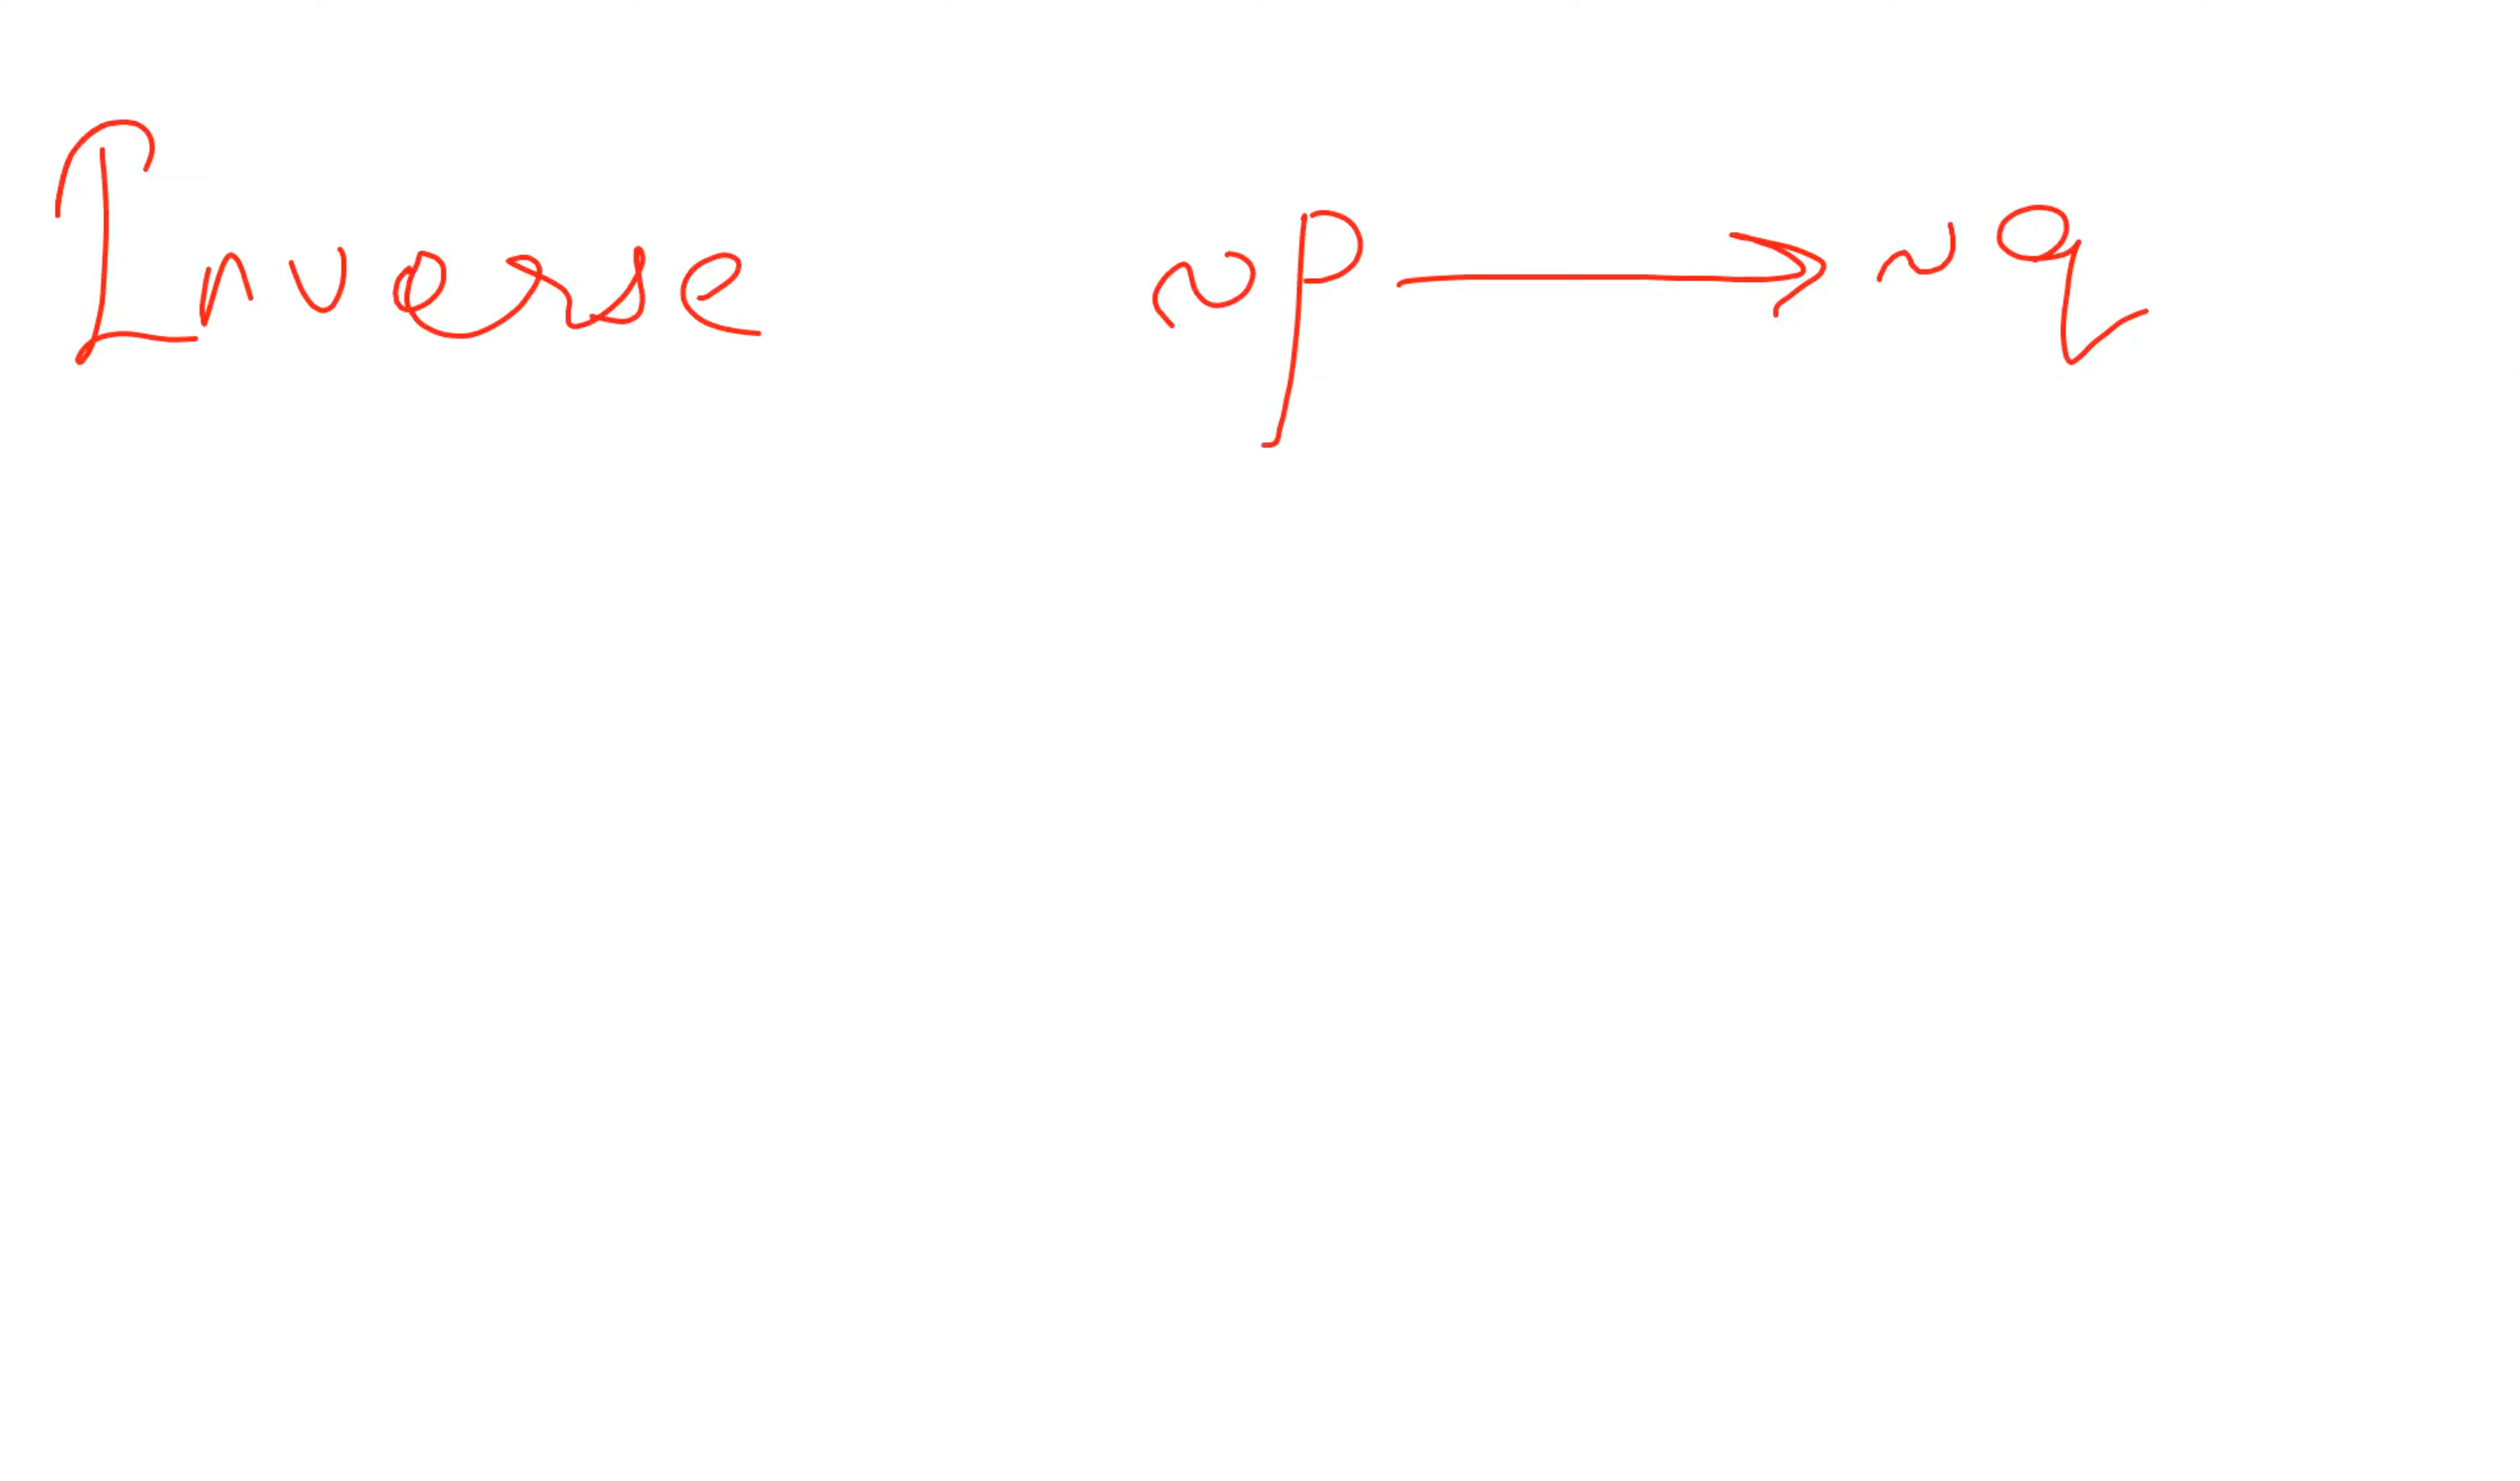 Inverse ~p → ~q